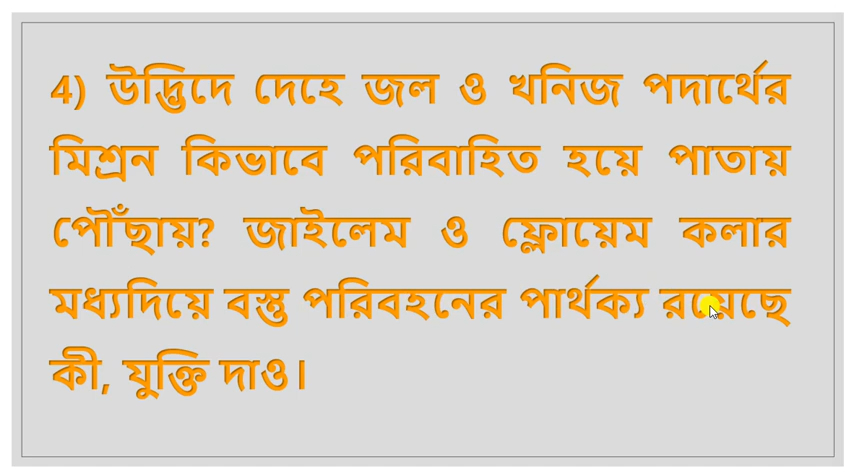 4) উদ্ভিদে দেহে জল ও খনিজ পদার্থের
মিশ্রন কিভাবে পরিবাহিত হয়ে পাতায়
পৌঁছায়? জাইলেম ও ফ্লোয়েম কলার
মধ্যদিয়ে বস্তু পরিবহনের পার্থক্য রয়েছে
কী, যুক্তি দাও।